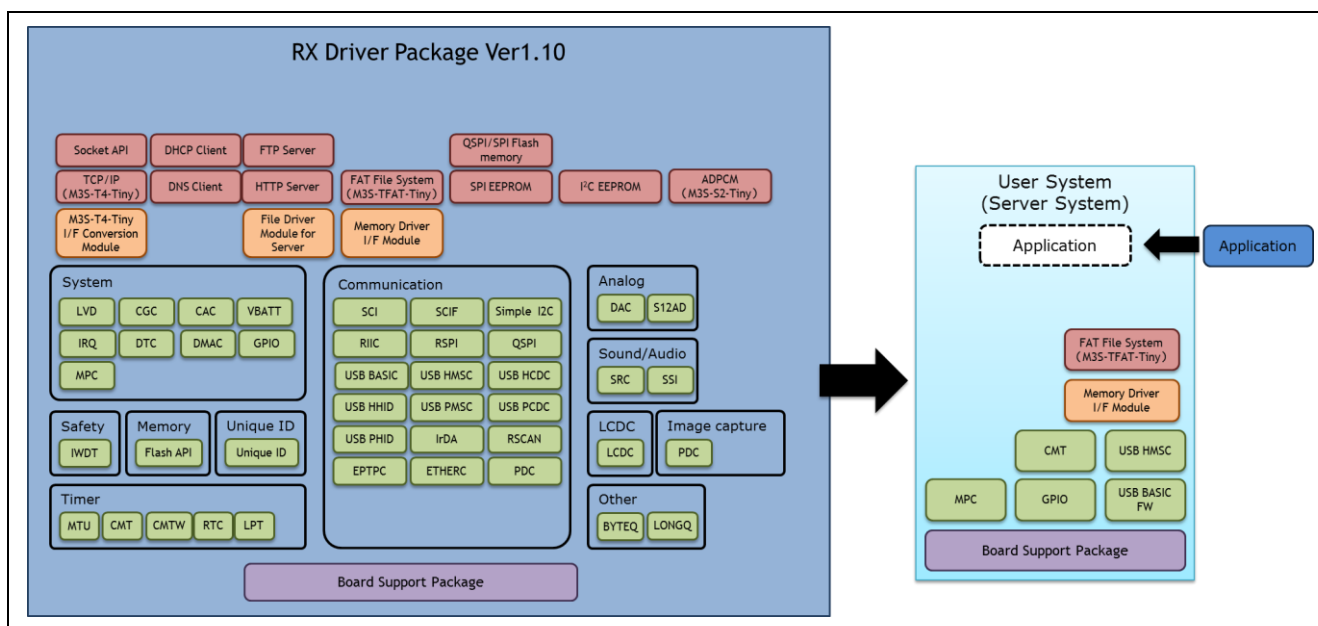 RX Driver Package Ver1.10
Socket API
DHCP Client
FTP Server
QSPI/SPI Flash
memory
TCP/IP
(M3S-T4-Tiny)
DNS Client
HTTP Server
FAT File System
(M3S-TFAT-Tiny)
SPI EEPROM
I²C EEPROM
ADPCM
(M3S-S2-Tiny)
M3S-T4-Tiny
I/F Conversion
Module
File Driver
Module for
Server
Memory Driver
I/F Module
System
LVD
CGC
CAC
VBATT
IRQ
DTC
DMAC
GPIO
MPC
Safety
IWDT
Memory
Flash API
Unique ID
Unique ID
Timer
MTU
CMT
CMTW
RTC
LPT
Communication
SCI
SCIF
Simple I2C
RIIC
RSPI
QSPI
USB BASIC
USB HMSC
USB HCDC
USB HHID
USB PMSC
USB PCDC
USB PHID
IrDA
RSCAN
EPTPC
ETHERC
PDC
Analog
DAC
S12AD
Sound/Audio
SRC
SSI
LCDC
LCDC
Image capture
PDC
Other
BYTEQ
LONGQ
Board Support Package
User System
(Server System)
Application
Application
FAT File System
(M3S-TFAT-Tiny)
Memory Driver
I/F Module
CMT
USB HMSC
MPC
GPIO
USB BASIC
FW
Board Support Package